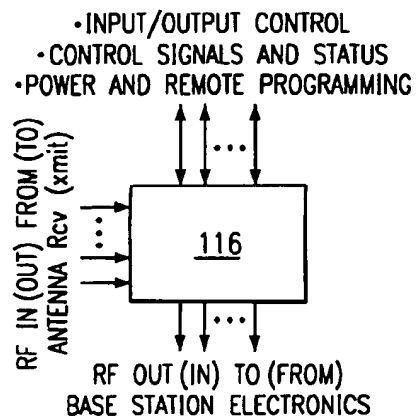 •INPUT/OUTPUT CONTROL
•CONTROL SIGNALS AND STATUS
•POWER AND REMOTE PROGRAMMING
RF IN (OUT) FROM (TO)
ANTENNA Rcv (xmit)
116
RF OUT (IN) TO (FROM)
BASE STATION ELECTRONICS